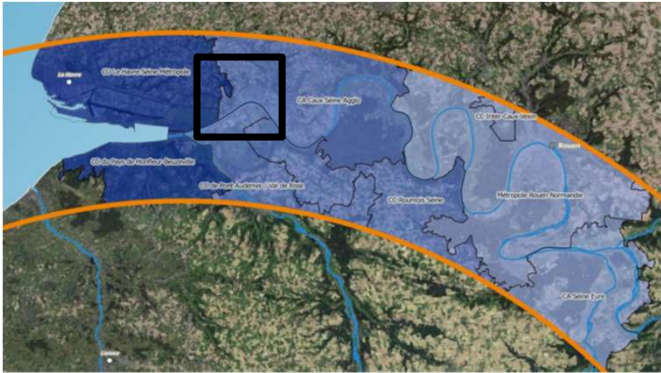 CU Le Havre Seine Métropole
Le Havre
CA Caux Seine Agglo
CC Inter-Caux-Vexin
Rouen
CC du Pays de Honfleur-Beuzeville
CC de Pont-Audemer / Val de Risle
CC Roumois Seine
Métropole Rouen Normandie
CA Seine Eure
Lisieux